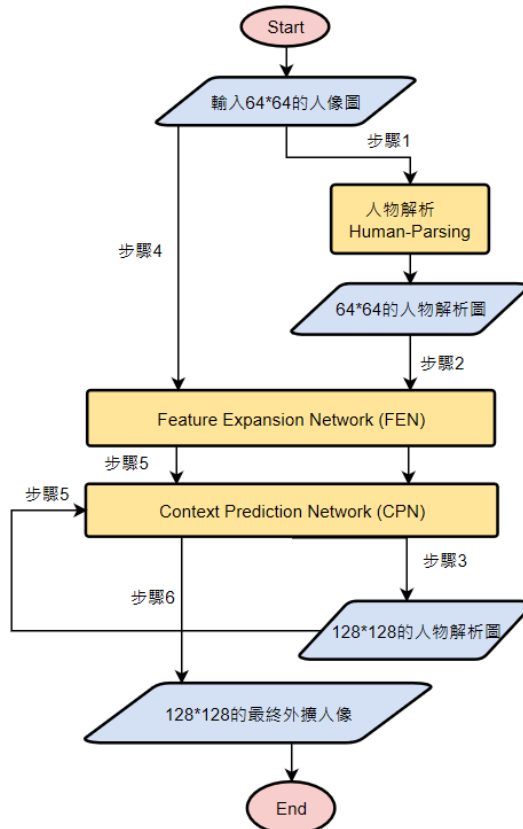 Start
輸入64*64的人像圖
步驟1
人物解析
Human-Parsing
步驟4
64*64的人物解析圖
步驟2
Feature Expansion Network (FEN)
步驟5
步驟5
Context Prediction Network (CPN)
步驟3
步驟6
128*128的人物解析圖
128*128的最終外擴人像
End